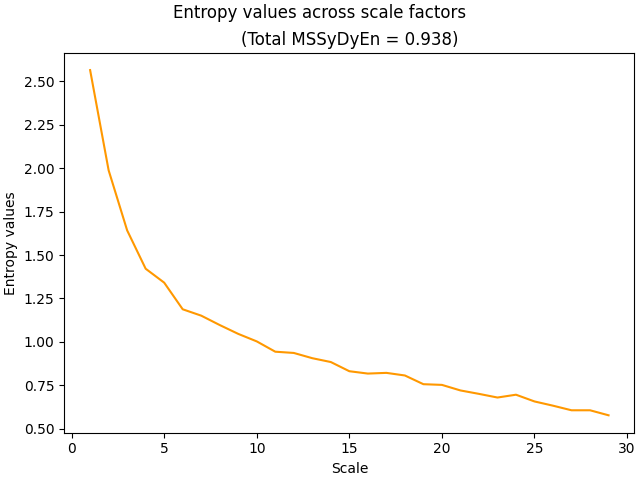 Entropy values across scale factors
(Total MSSyDyEn = 0.938)
2.50
2.25
2.00
1.75
1.50
1.25
1.00
0.75
0.50
Entropy values
0 5 10 15 20 25 30
Scale